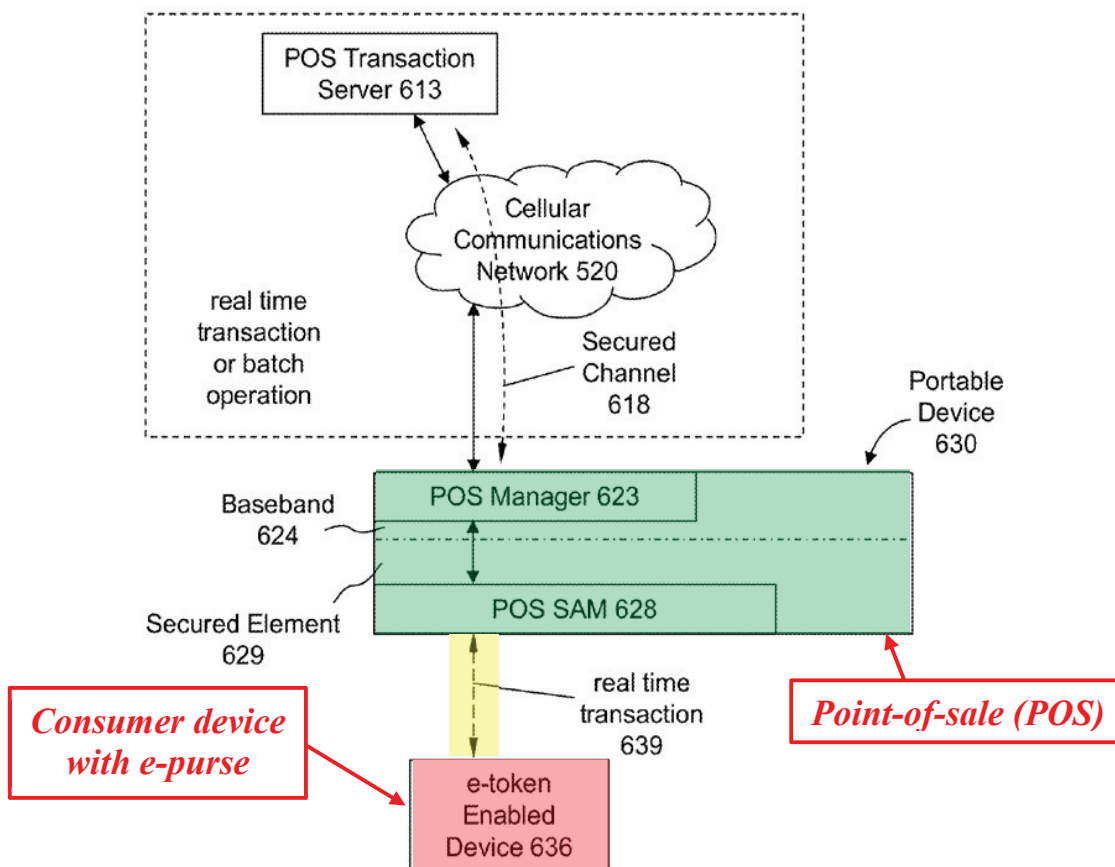 POS Transaction
Server 613
Cellular
Communications
Network 520
real time
transaction
or batch
operation
Secured
Channel
618
Portable
Device
630
POS Manager 623
Baseband
624
POS SAM 628
Secured Element
629
real time
transaction
639
Point-of-sale (POS)
Consumer device
with e-purse
e-token
Enabled
Device 636